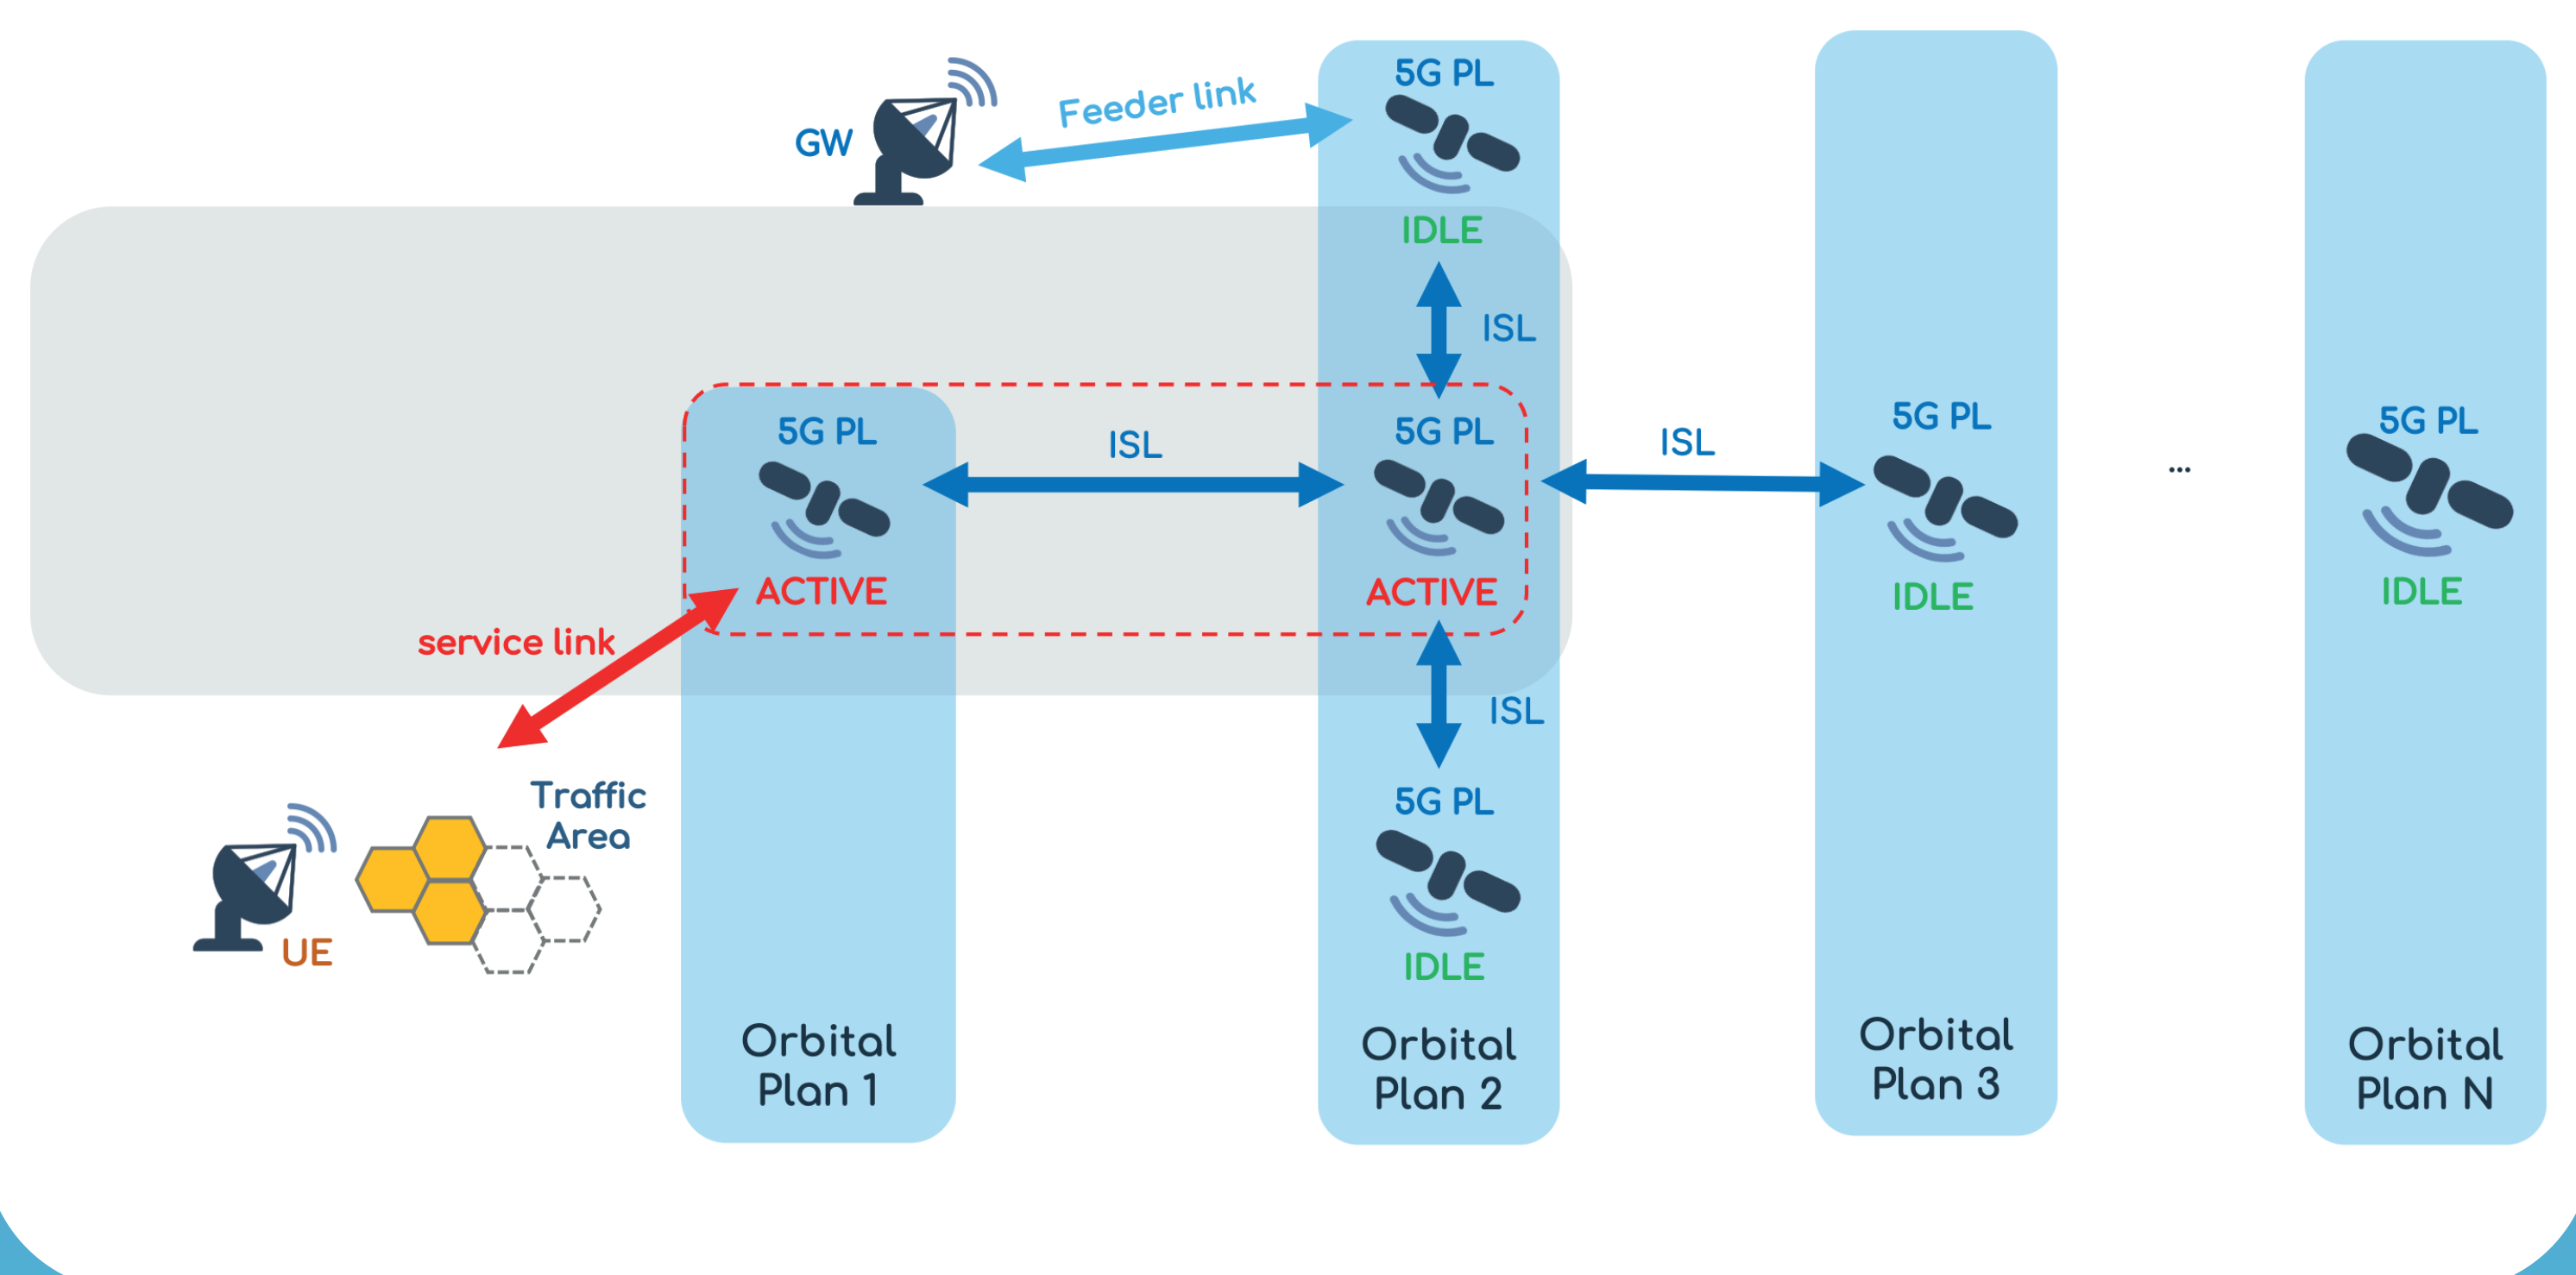 5G PL
Feeder link
GW
IDLE
ISL
5G PL
ISL
5G PL
ISL
5G PL
...
5G PL
ACTIVE
ACTIVE
IDLE
IDLE
service link
ISL
Traffic
Area
5G PL
UE
IDLE
Orbital
Plan 1
Orbital
Plan 2
Orbital
Plan 3
Orbital
Plan N